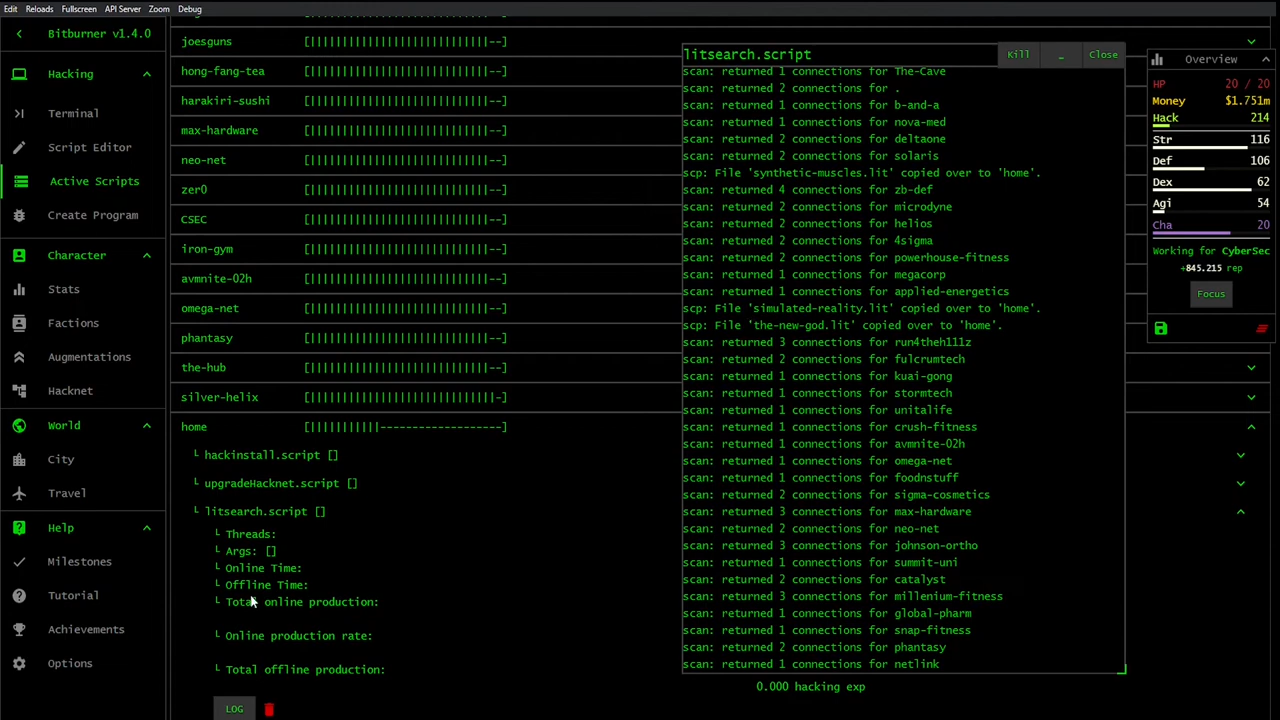 Edit Reloads Fullscreen API Server Zoom Debug
Bitburner v1.4.0
Hacking
Terminal
Script Editor
Active Scripts
Create Program
Character
Stats
Factions
Augmentations
Hacknet
World
City
Travel
Help
Milestones
Tutorial
Achievements
Options
joesguns [||||||||||||||||||||||||||||--]
hong-fang-tea [||||||||||||||||||||||||||||--]
harakiri-sushi [||||||||||||||||||||||||||||--]
max-hardware [||||||||||||||||||||||||||||--]
neo-net [||||||||||||||||||||||||||||--]
zer0 [||||||||||||||||||||||||||||--]
CSEC [||||||||||||||||||||||||||||--]
iron-gym [||||||||||||||||||||||||||||--]
avmnite-02h [||||||||||||||||||||||||||||--]
omega-net [||||||||||||||||||||||||||||--]
phantasy [||||||||||||||||||||||||||||--]
the-hub [||||||||||||||||||||||||||||--]
silver-helix [|||||||||||||||||||||||||||||-]
home [|||||||||||-------------------]
└ hackinstall.script []
└ upgradeHacknet.script []
└ litsearch.script []
└ Threads:
└ Args: []
└ Online Time:
└ Offline Time:
└ Total online production:
└ Online production rate:
└ Total offline production:
LOG
0.000 hacking exp
litsearch.script Kill _ Close
scan: returned 1 connections for The-Cave
scan: returned 2 connections for .
scan: returned 1 connections for b-and-a
scan: returned 1 connections for nova-med
scan: returned 2 connections for deltaone
scan: returned 2 connections for solaris
scp: File 'synthetic-muscles.lit' copied over to 'home'.
scan: returned 4 connections for zb-def
scan: returned 2 connections for microdyne
scan: returned 2 connections for helios
scan: returned 2 connections for 4sigma
scan: returned 2 connections for powerhouse-fitness
scan: returned 1 connections for megacorp
scan: returned 1 connections for applied-energetics
scp: File 'simulated-reality.lit' copied over to 'home'.
scp: File 'the-new-god.lit' copied over to 'home'.
scan: returned 3 connections for run4theh111z
scan: returned 2 connections for fulcrumtech
scan: returned 1 connections for kuai-gong
scan: returned 1 connections for stormtech
scan: returned 1 connections for unitalife
scan: returned 1 connections for crush-fitness
scan: returned 1 connections for avmnite-02h
scan: returned 1 connections for omega-net
scan: returned 1 connections for foodnstuff
scan: returned 2 connections for sigma-cosmetics
scan: returned 3 connections for max-hardware
scan: returned 2 connections for neo-net
scan: returned 3 connections for johnson-ortho
scan: returned 1 connections for summit-uni
scan: returned 2 connections for catalyst
scan: returned 3 connections for millenium-fitness
scan: returned 1 connections for global-pharm
scan: returned 1 connections for snap-fitness
scan: returned 2 connections for phantasy
scan: returned 1 connections for netlink
Overview
HP 20 / 20
Money $1.751m
Hack 214
Str 116
Def 106
Dex 62
Agi 54
Cha 20
Working for CyberSec
+845.215 rep
Focus